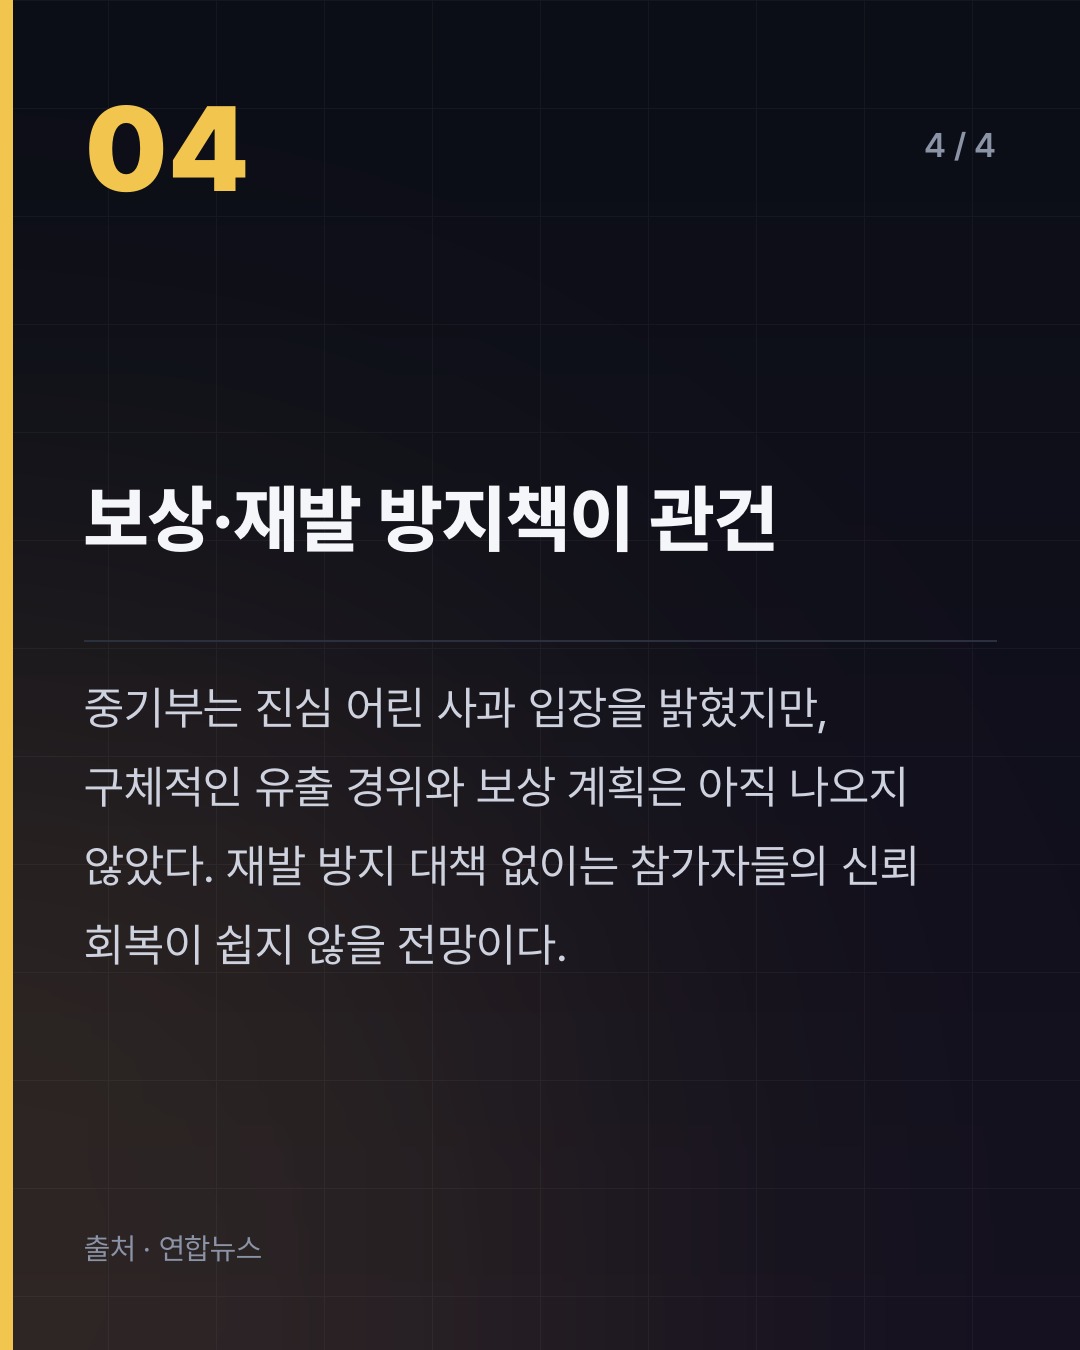 04
4 / 4
보상·재발 방지책이 관건
중기부는 진심 어린 사과 입장을 밝혔지만,
구체적인 유출 경위와 보상 계획은 아직 나오지
않았다. 재발 방지 대책 없이는 참가자들의 신뢰
회복이 쉽지 않을 전망이다.
출처 · 연합뉴스